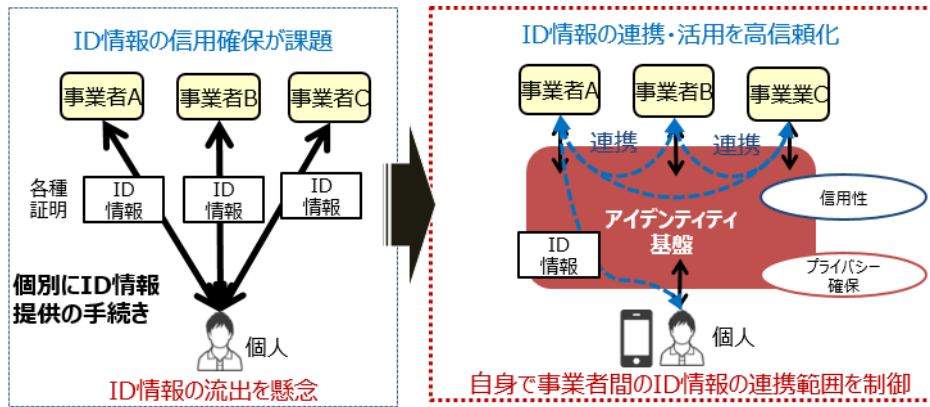 ID情報の信用確保が課題
事業者A
事業者B
事業者C
各種
証明
ID
情報
ID
情報
ID
情報
個別にID情報
提供の手続き
個人
ID情報の流出を懸念
ID情報の連携・活用を高信頼化
事業者A
事業者B
事業業C
連携
連携
信用性
アイデンティティ
基盤
ID
情報
プライバシー
確保
個人
自身で事業者間のID情報の連携範囲を制御